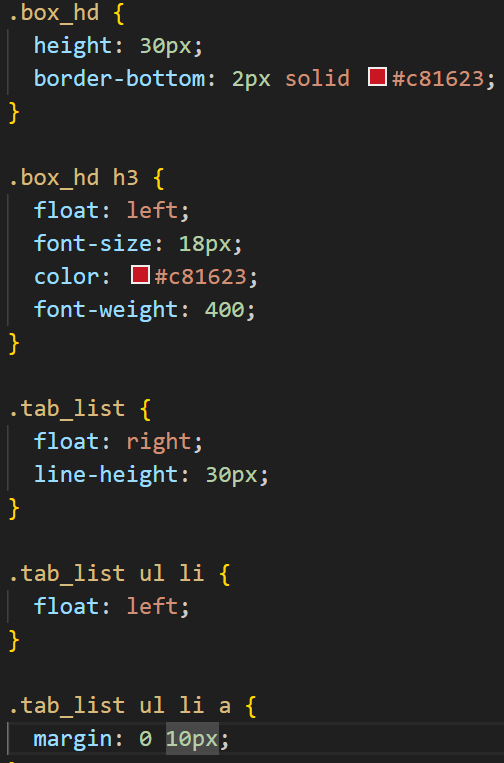 .box_hd {
  height: 30px;
  border-bottom: 2px solid #c81623;
}

.box_hd h3 {
  float: left;
  font-size: 18px;
  color: #c81623;
  font-weight: 400;
}

.tab_list {
  float: right;
  line-height: 30px;
}

.tab_list ul li {
  float: left;
}

.tab_list ul li a {
  margin: 0 10px;
}